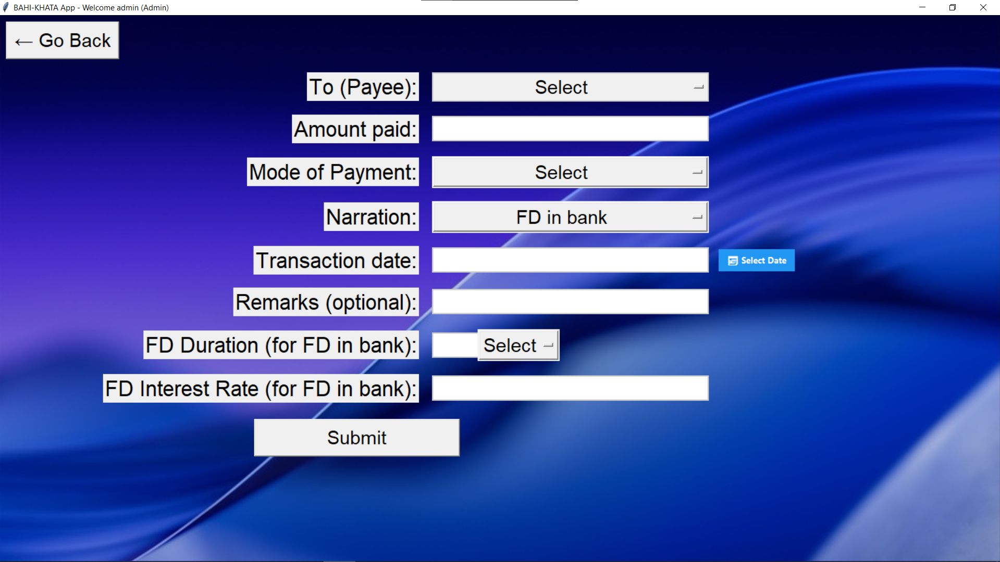 BAHI-KHATA App - Welcome admin (Admin)
← Go Back
To (Payee): Select
Amount paid:
Mode of Payment: Select
Narration: FD in bank
Transaction date: Select Date
Remarks (optional):
FD Duration (for FD in bank): Select
FD Interest Rate (for FD in bank):
Submit